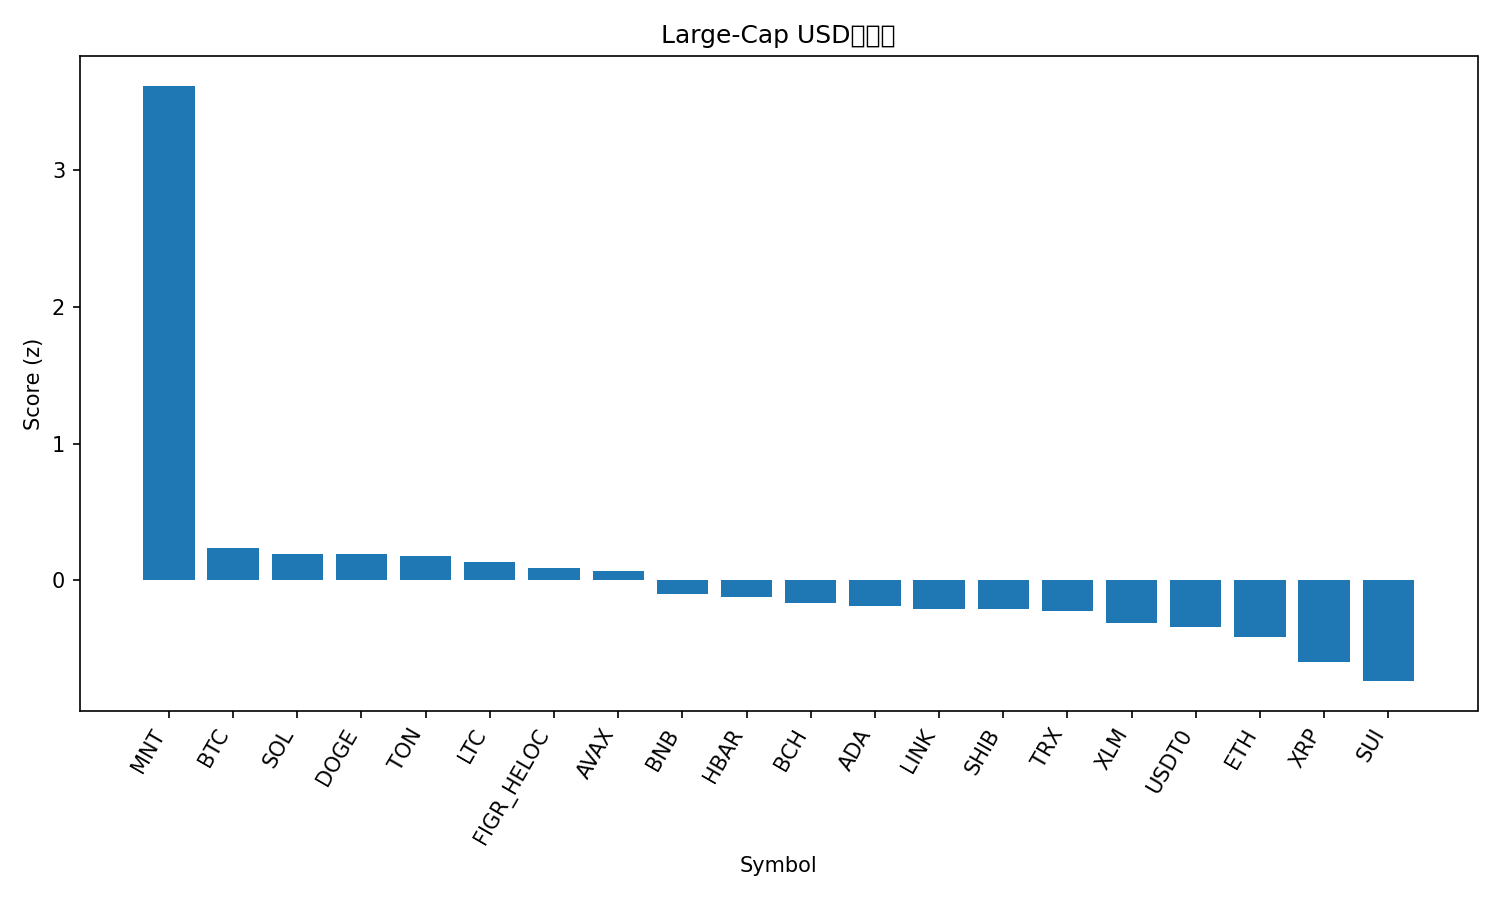 Large-Cap USD
Score (z)
3
2
1
0
MNT
BTC
SOL
DOGE
TON
LTC
FIGR_HELOC
AVAX
BNB
HBAR
BCH
ADA
LINK
SHIB
TRX
XLM
USDT0
ETH
XRP
SUI
Symbol